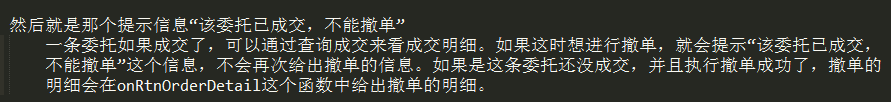 然后就是那个提示信息“该委托已成交，不能撤单”
一条委托如果成交了，可以通过查询成交来看成交明细。如果这时想进行撤单，就会提示“该委托已成交，
不能撤单”这个信息，不会再次给出撤单的信息。如果是这条委托还没成交，并且执行撤单成功了，撤单的
明细会在onRtnOrderDetail这个函数中给出撤单的明细。